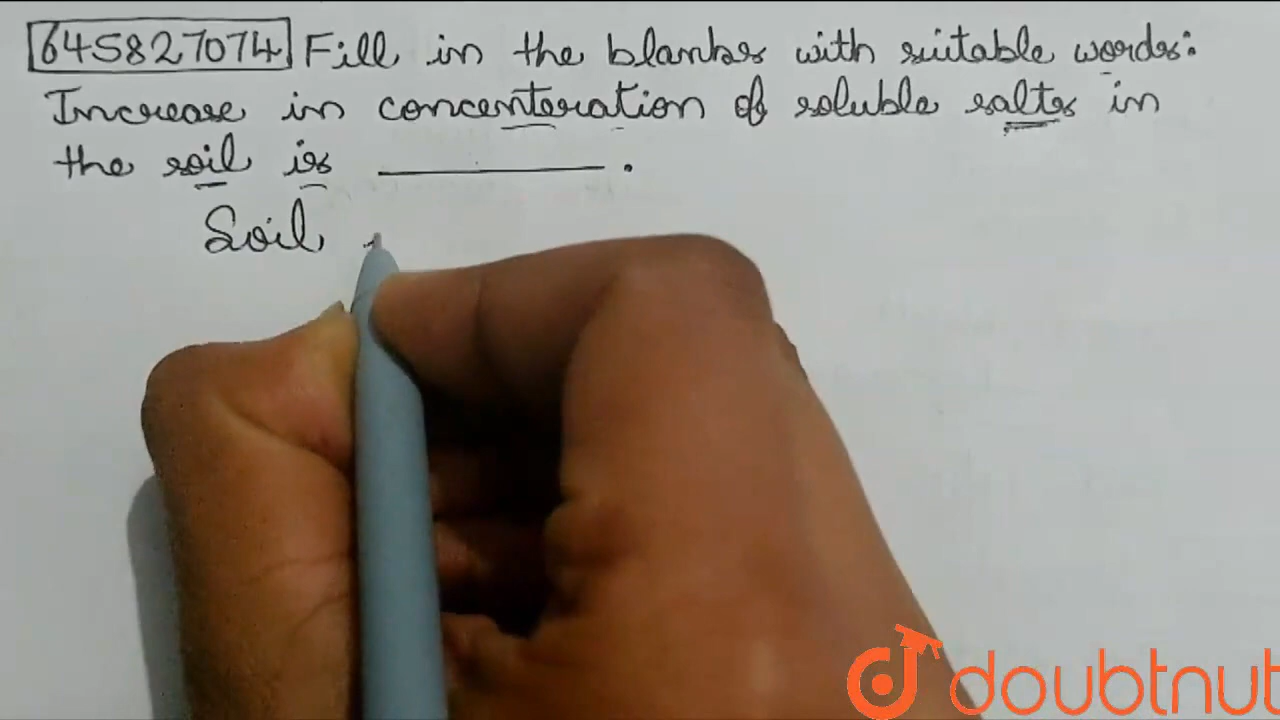 645827074 Fill in the blanks with suitable words:
Increase in concenteration of soluble salts in
the soil is ________.
Soil
doubtnut